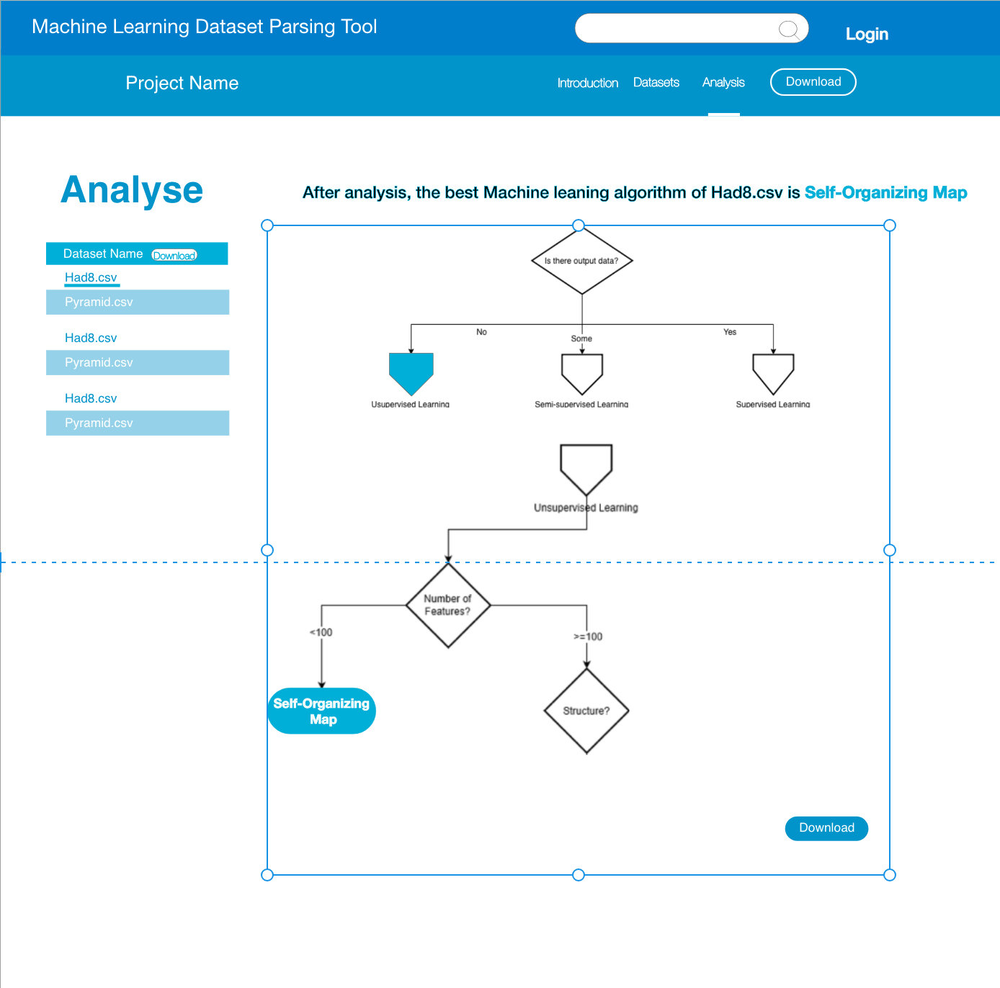 Machine Learning Dataset Parsing Tool
Login
Project Name
Introduction
Datasets
Analysis
Download
Analyse
After analysis, the best Machine leaning algorithm of Had8.csv is Self-Organizing Map
Dataset Name
Download
Had8.csv
Pyramid.csv
Had8.csv
Pyramid.csv
Had8.csv
Pyramid.csv
Is there output data?
No
Some
Yes
Usupervised Learning
Semi-supervised Learning
Supervised Learning
Unsupervised Learning
Number of
Features?
<100
>=100
Self-Organizing
Map
Structure?
Download